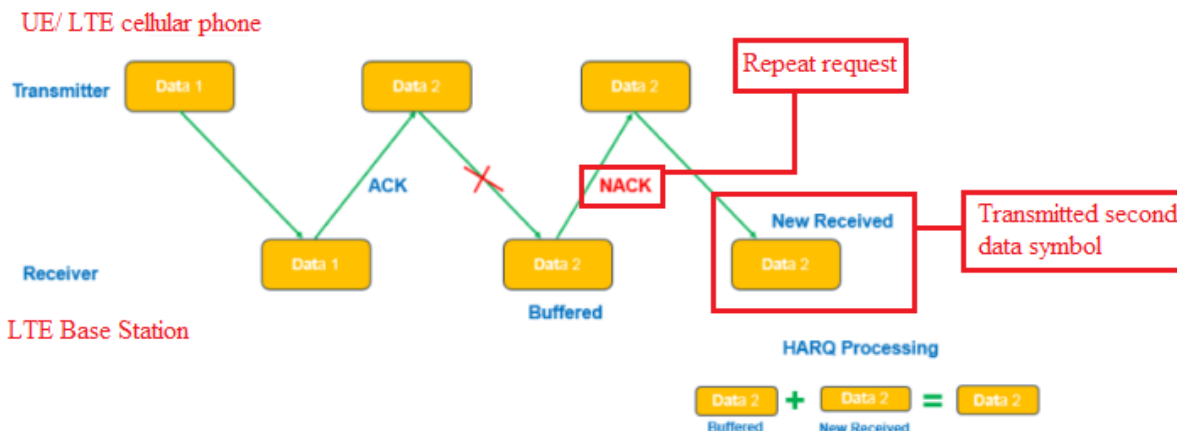 UE/ LTE cellular phone
Transmitter
Data 1
Data 2
Data 2
Repeat request
ACK
NACK
New Received
Transmitted second
data symbol
Receiver
Data 1
Data 2
Data 2
Buffered
LTE Base Station
HARQ Processing
Data 2 + Data 2 = Data 2
Buffered
New Received